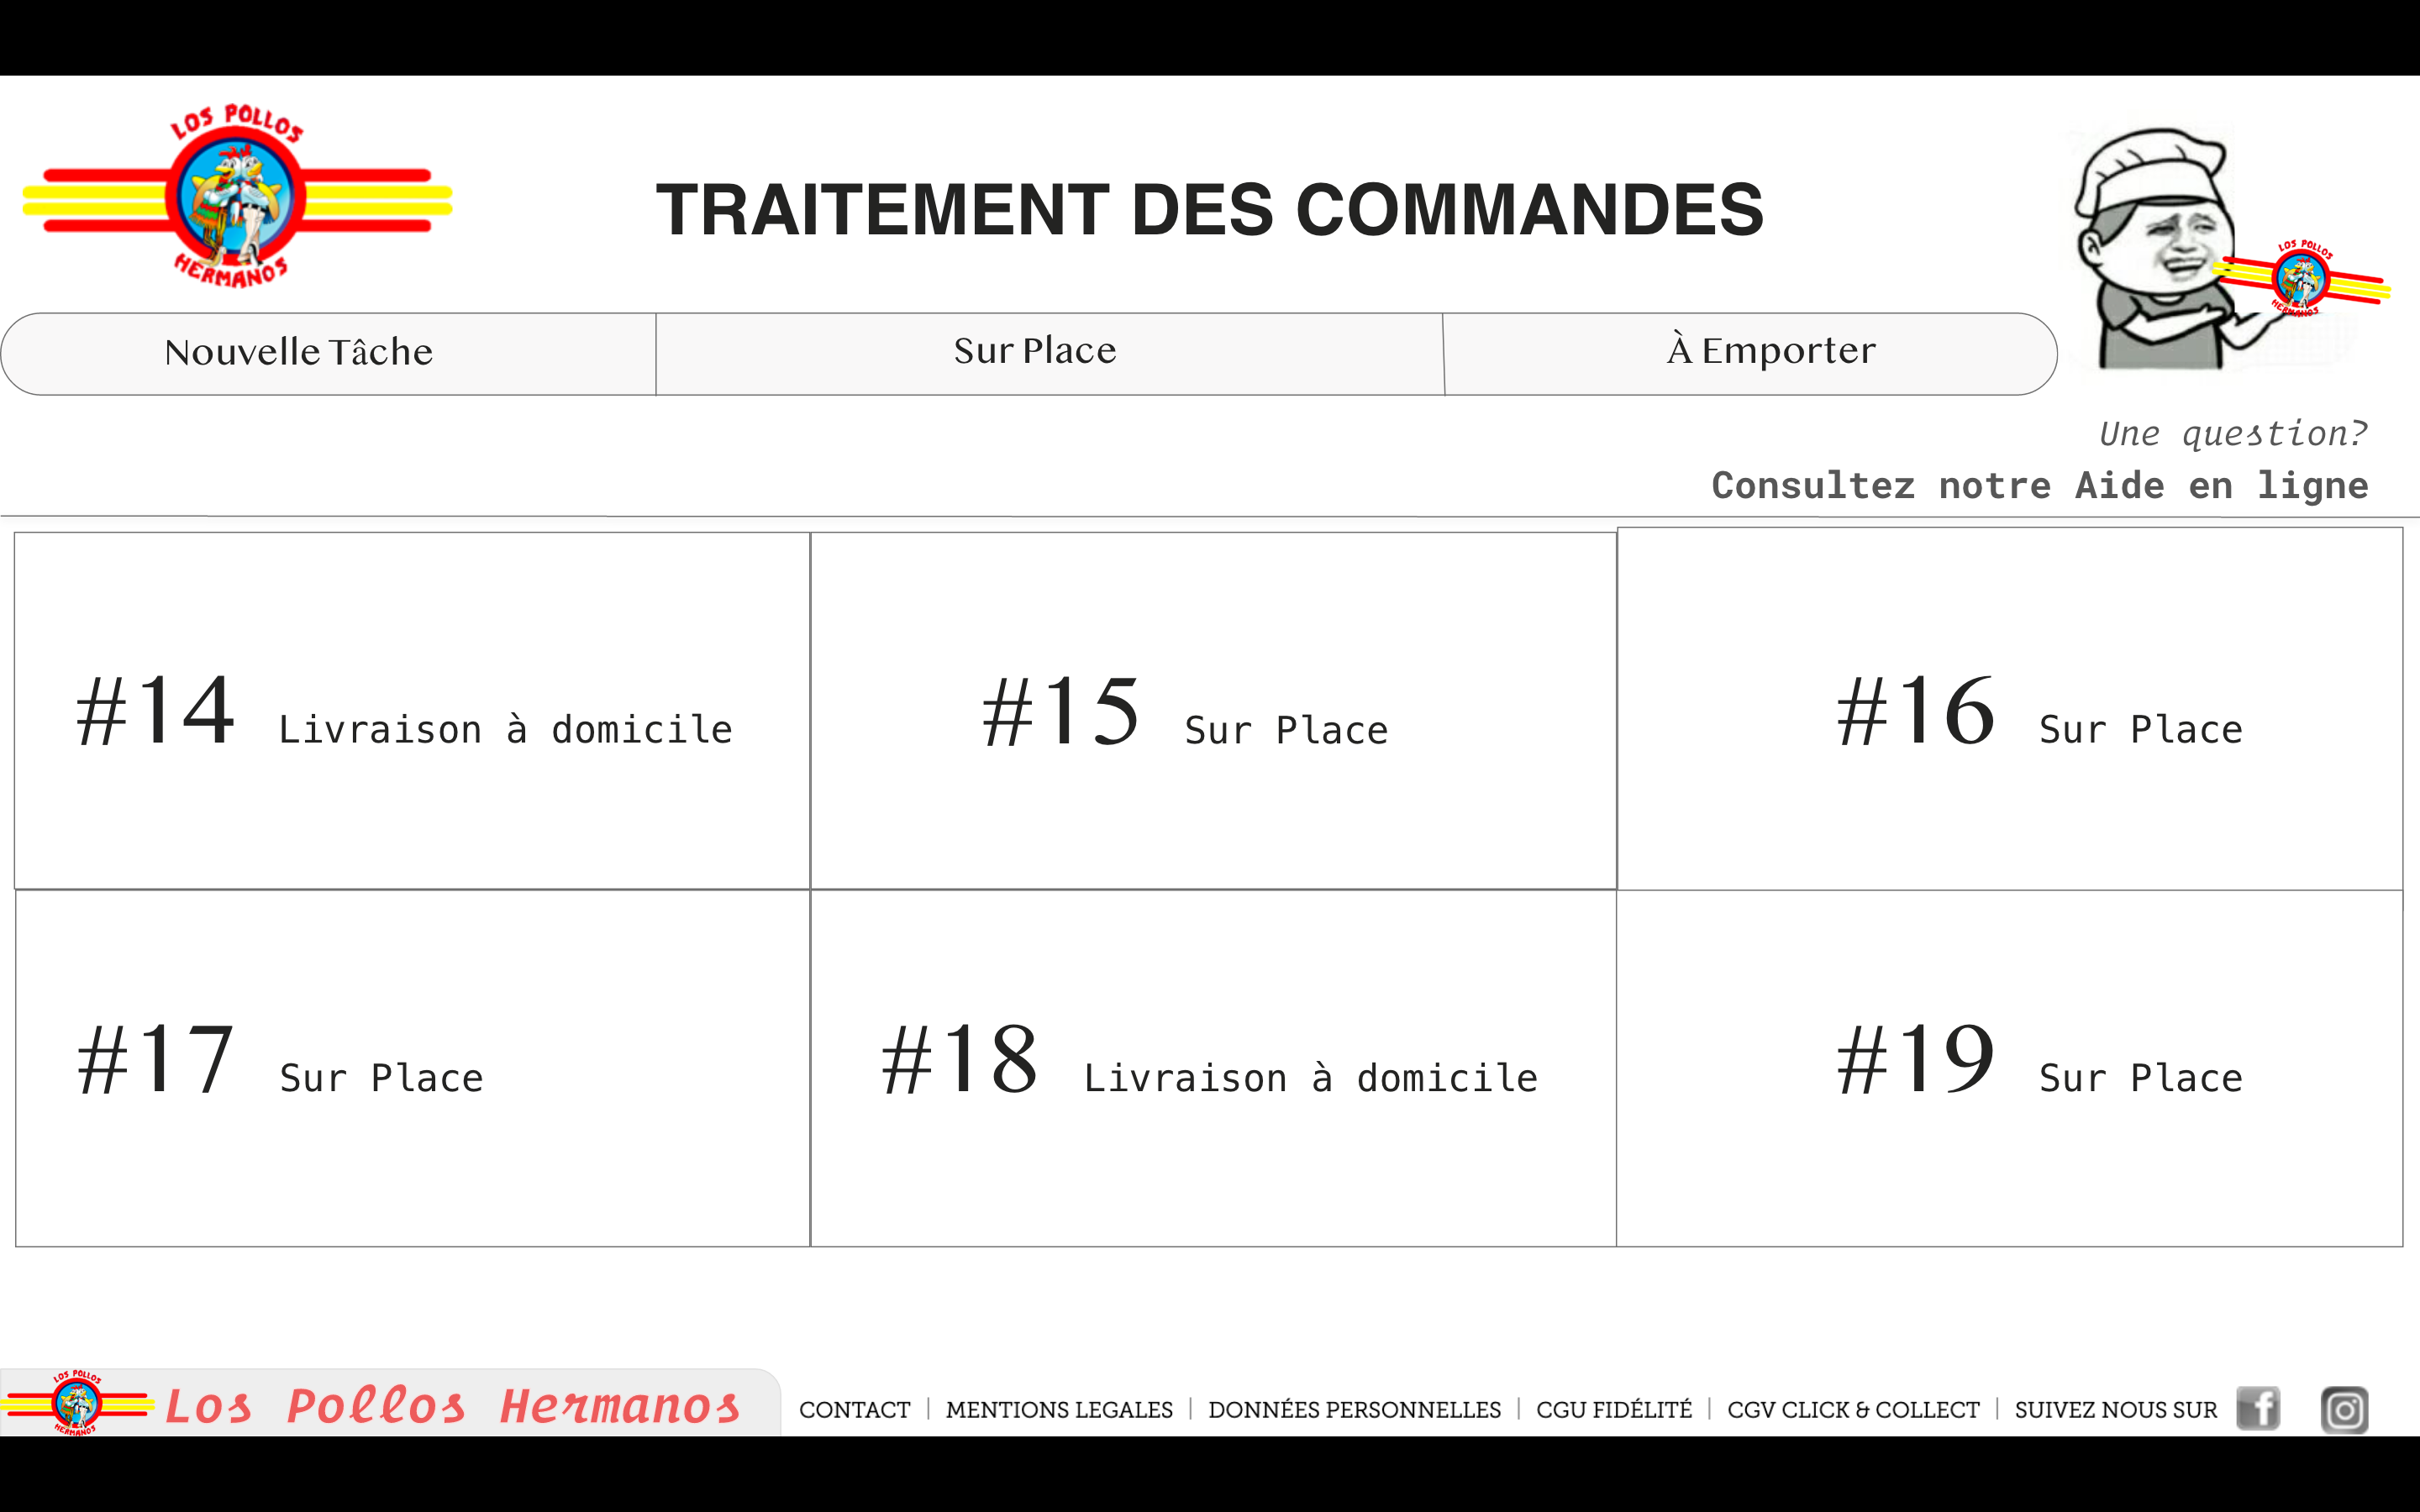 LOS POLLOS
HERMANOS
TRAITEMENT DES COMMANDES
LOS POLLOS
HERMANOS
Nouvelle Tâche
Sur Place
À Emporter
Une question?
Consultez notre Aide en ligne
#14 Livraison à domicile
#15 Sur Place
#16 Sur Place
#17 Sur Place
#18 Livraison à domicile
#19 Sur Place
LOS POLLOS
HERMANOS
Los Pollos Hermanos
CONTACT | MENTIONS LEGALES | DONNÉES PERSONNELLES | CGU FIDÉLITÉ | CGV CLICK & COLLECT | SUIVEZ NOUS SUR